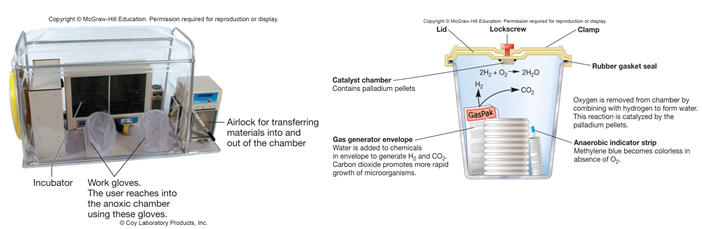 Copyright © McGraw-Hill Education. Permission required for reproduction or display.
Airlock for transferring
materials into and
out of the chamber
Incubator
Work gloves.
The user reaches into
the anoxic chamber
using these gloves.
© Coy Laboratory Products, Inc.
Copyright © McGraw-Hill Education. Permission required for reproduction or display.
Lid
Lockscrew
Clamp
Rubber gasket seal
Catalyst chamber
Contains palladium pellets
2H₂ + O₂ → 2H₂O
H₂
CO₂
GasPak
Oxygen is removed from chamber by
combining with hydrogen to form water.
This reaction is catalyzed by the
palladium pellets.
Gas generator envelope
Water is added to chemicals
in envelope to generate H₂ and CO₂.
Carbon dioxide promotes more rapid
growth of microorganisms.
Anaerobic indicator strip
Methylene blue becomes colorless in
absence of O₂.